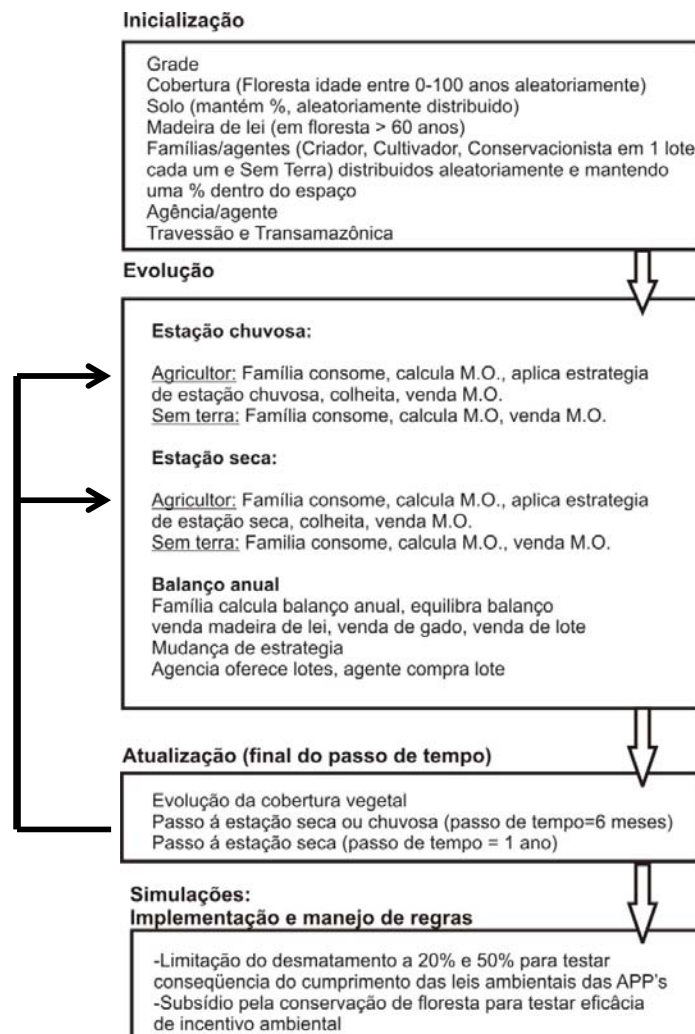 Inicialização
Grade
Cobertura (Floresta idade entre 0-100 anos aleatoriamente)
Solo (mantém %, aleatoriamente distribuido)
Madeira de lei (em floresta > 60 anos)
Famílias/agentes (Criador, Cultivador, Conservacionista em 1 lote
cada um e Sem Terra) distribuidos aleatoriamente e mantendo
uma % dentro do espaço
Agência/agente
Travessão e Transamazônica
Evolução
Estação chuvosa:
Agricultor: Família consome, calcula M.O., aplica estrategia
de estação chuvosa, colheita, venda M.O.
Sem terra: Família consome, calcula M.O, venda M.O.
Estação seca:
Agricultor: Família consome, calcula M.O., aplica estrategia
de estação seca, colheita, venda M.O.
Sem terra: Familia consome, calcula M.O., venda M.O.
Balanço anual
Família calcula balanço anual, equilibra balanço
venda madeira de lei, venda de gado, venda de lote
Mudança de estrategia
Agencia oferece lotes, agente compra lote
Atualização (final do passo de tempo)
Evolução da cobertura vegetal
Passo á estação seca ou chuvosa (passo de tempo=6 meses)
Passo á estação seca (passo de tempo = 1 ano)
Simulações:
Implementação e manejo de regras
-Limitação do desmatamento a 20% e 50% para testar
conseqüencia do cumprimento das leis ambientais das APP's
-Subsídio pela conservação de floresta para testar eficâcia
de incentivo ambiental